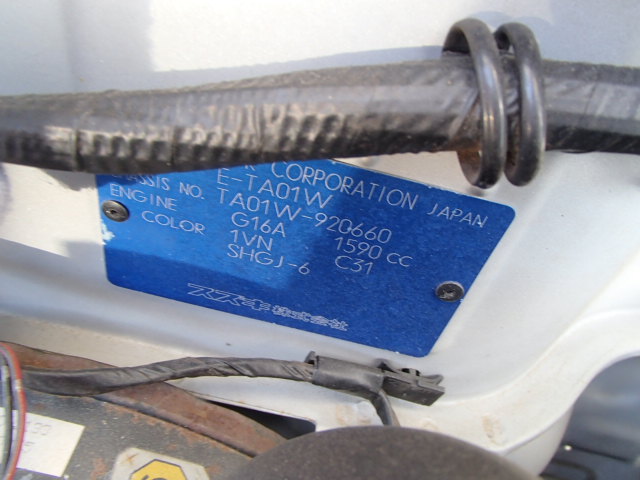 CORPORATION JAPAN
E-TA01W
CHASSIS NO. TA01W-920660
ENGINE G16A 1590 CC
COLOR 1VN C31
SHGJ-6
スズキ株式会社